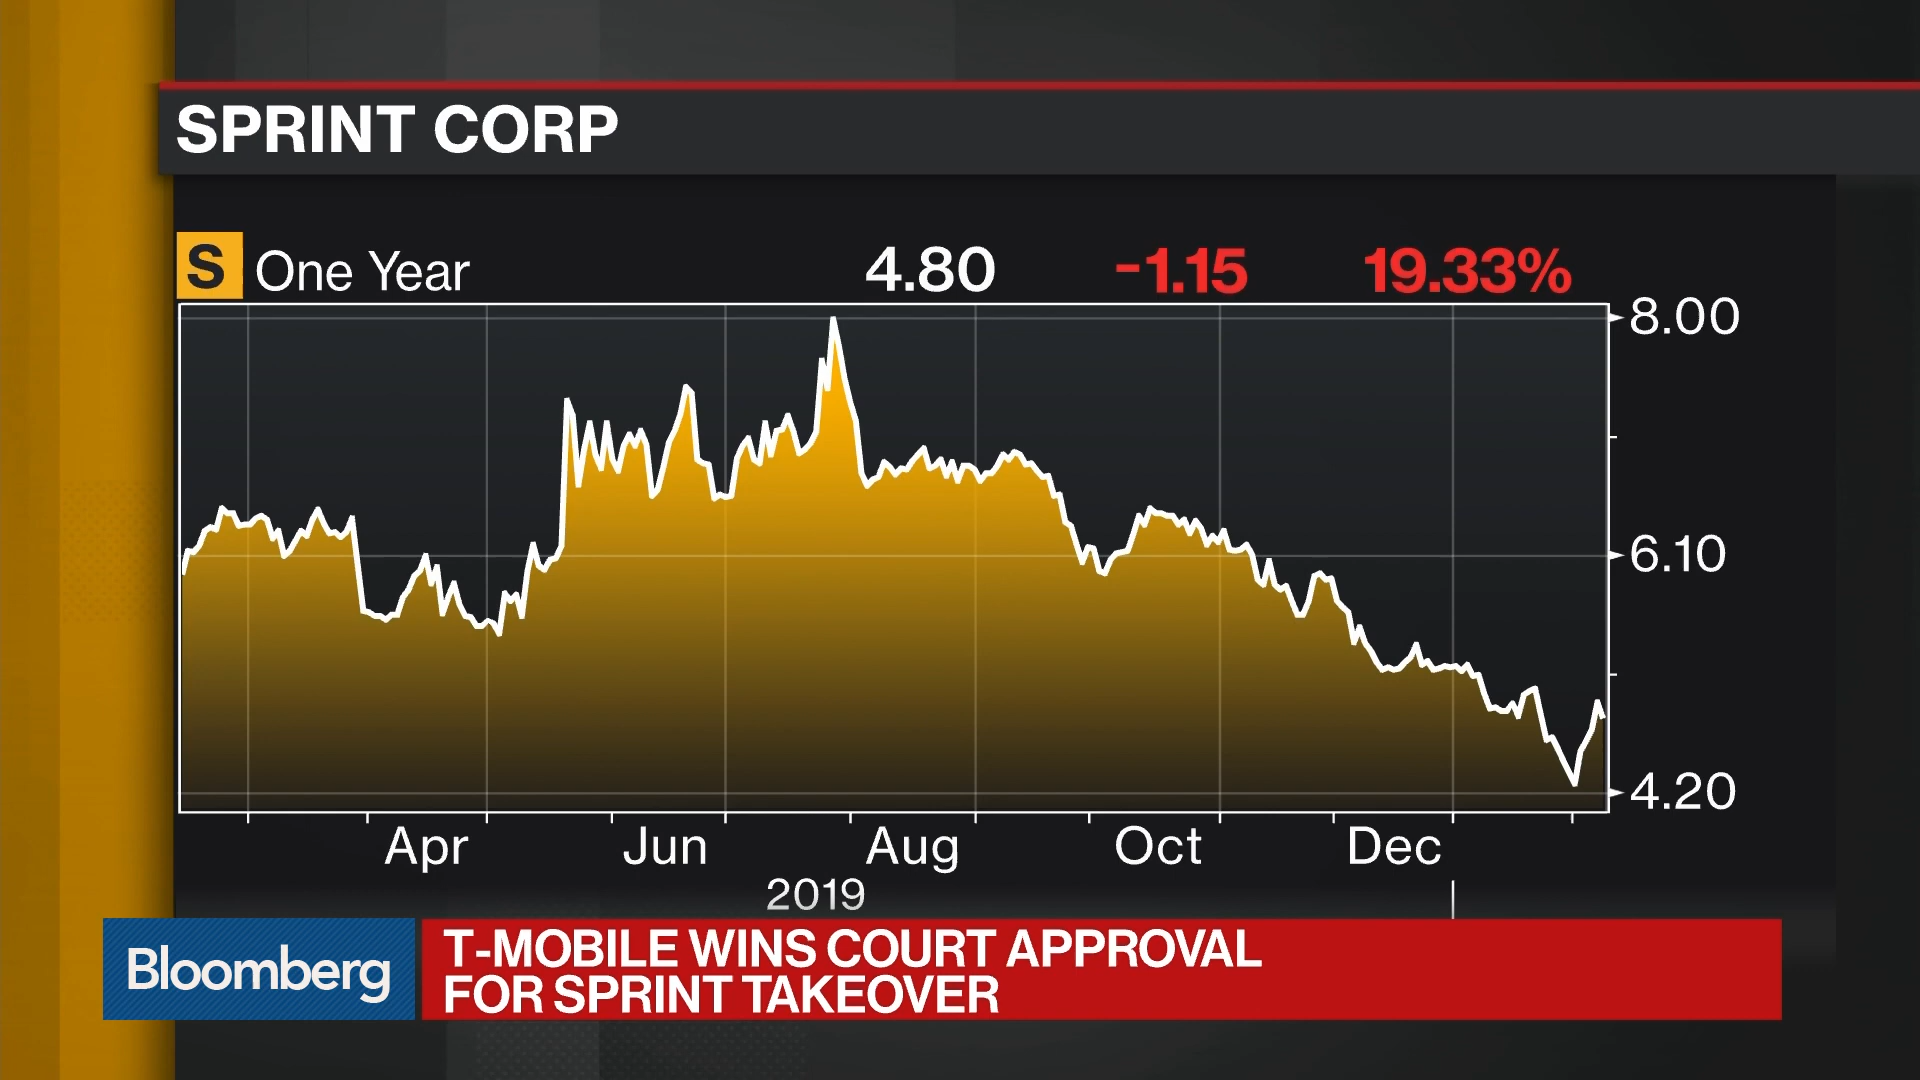 SPRINT CORP
S One Year 4.80 -1.15 19.33%
8.00
6.10
4.20
Apr Jun Aug Oct Dec
2019
Bloomberg
T-MOBILE WINS COURT APPROVAL
FOR SPRINT TAKEOVER